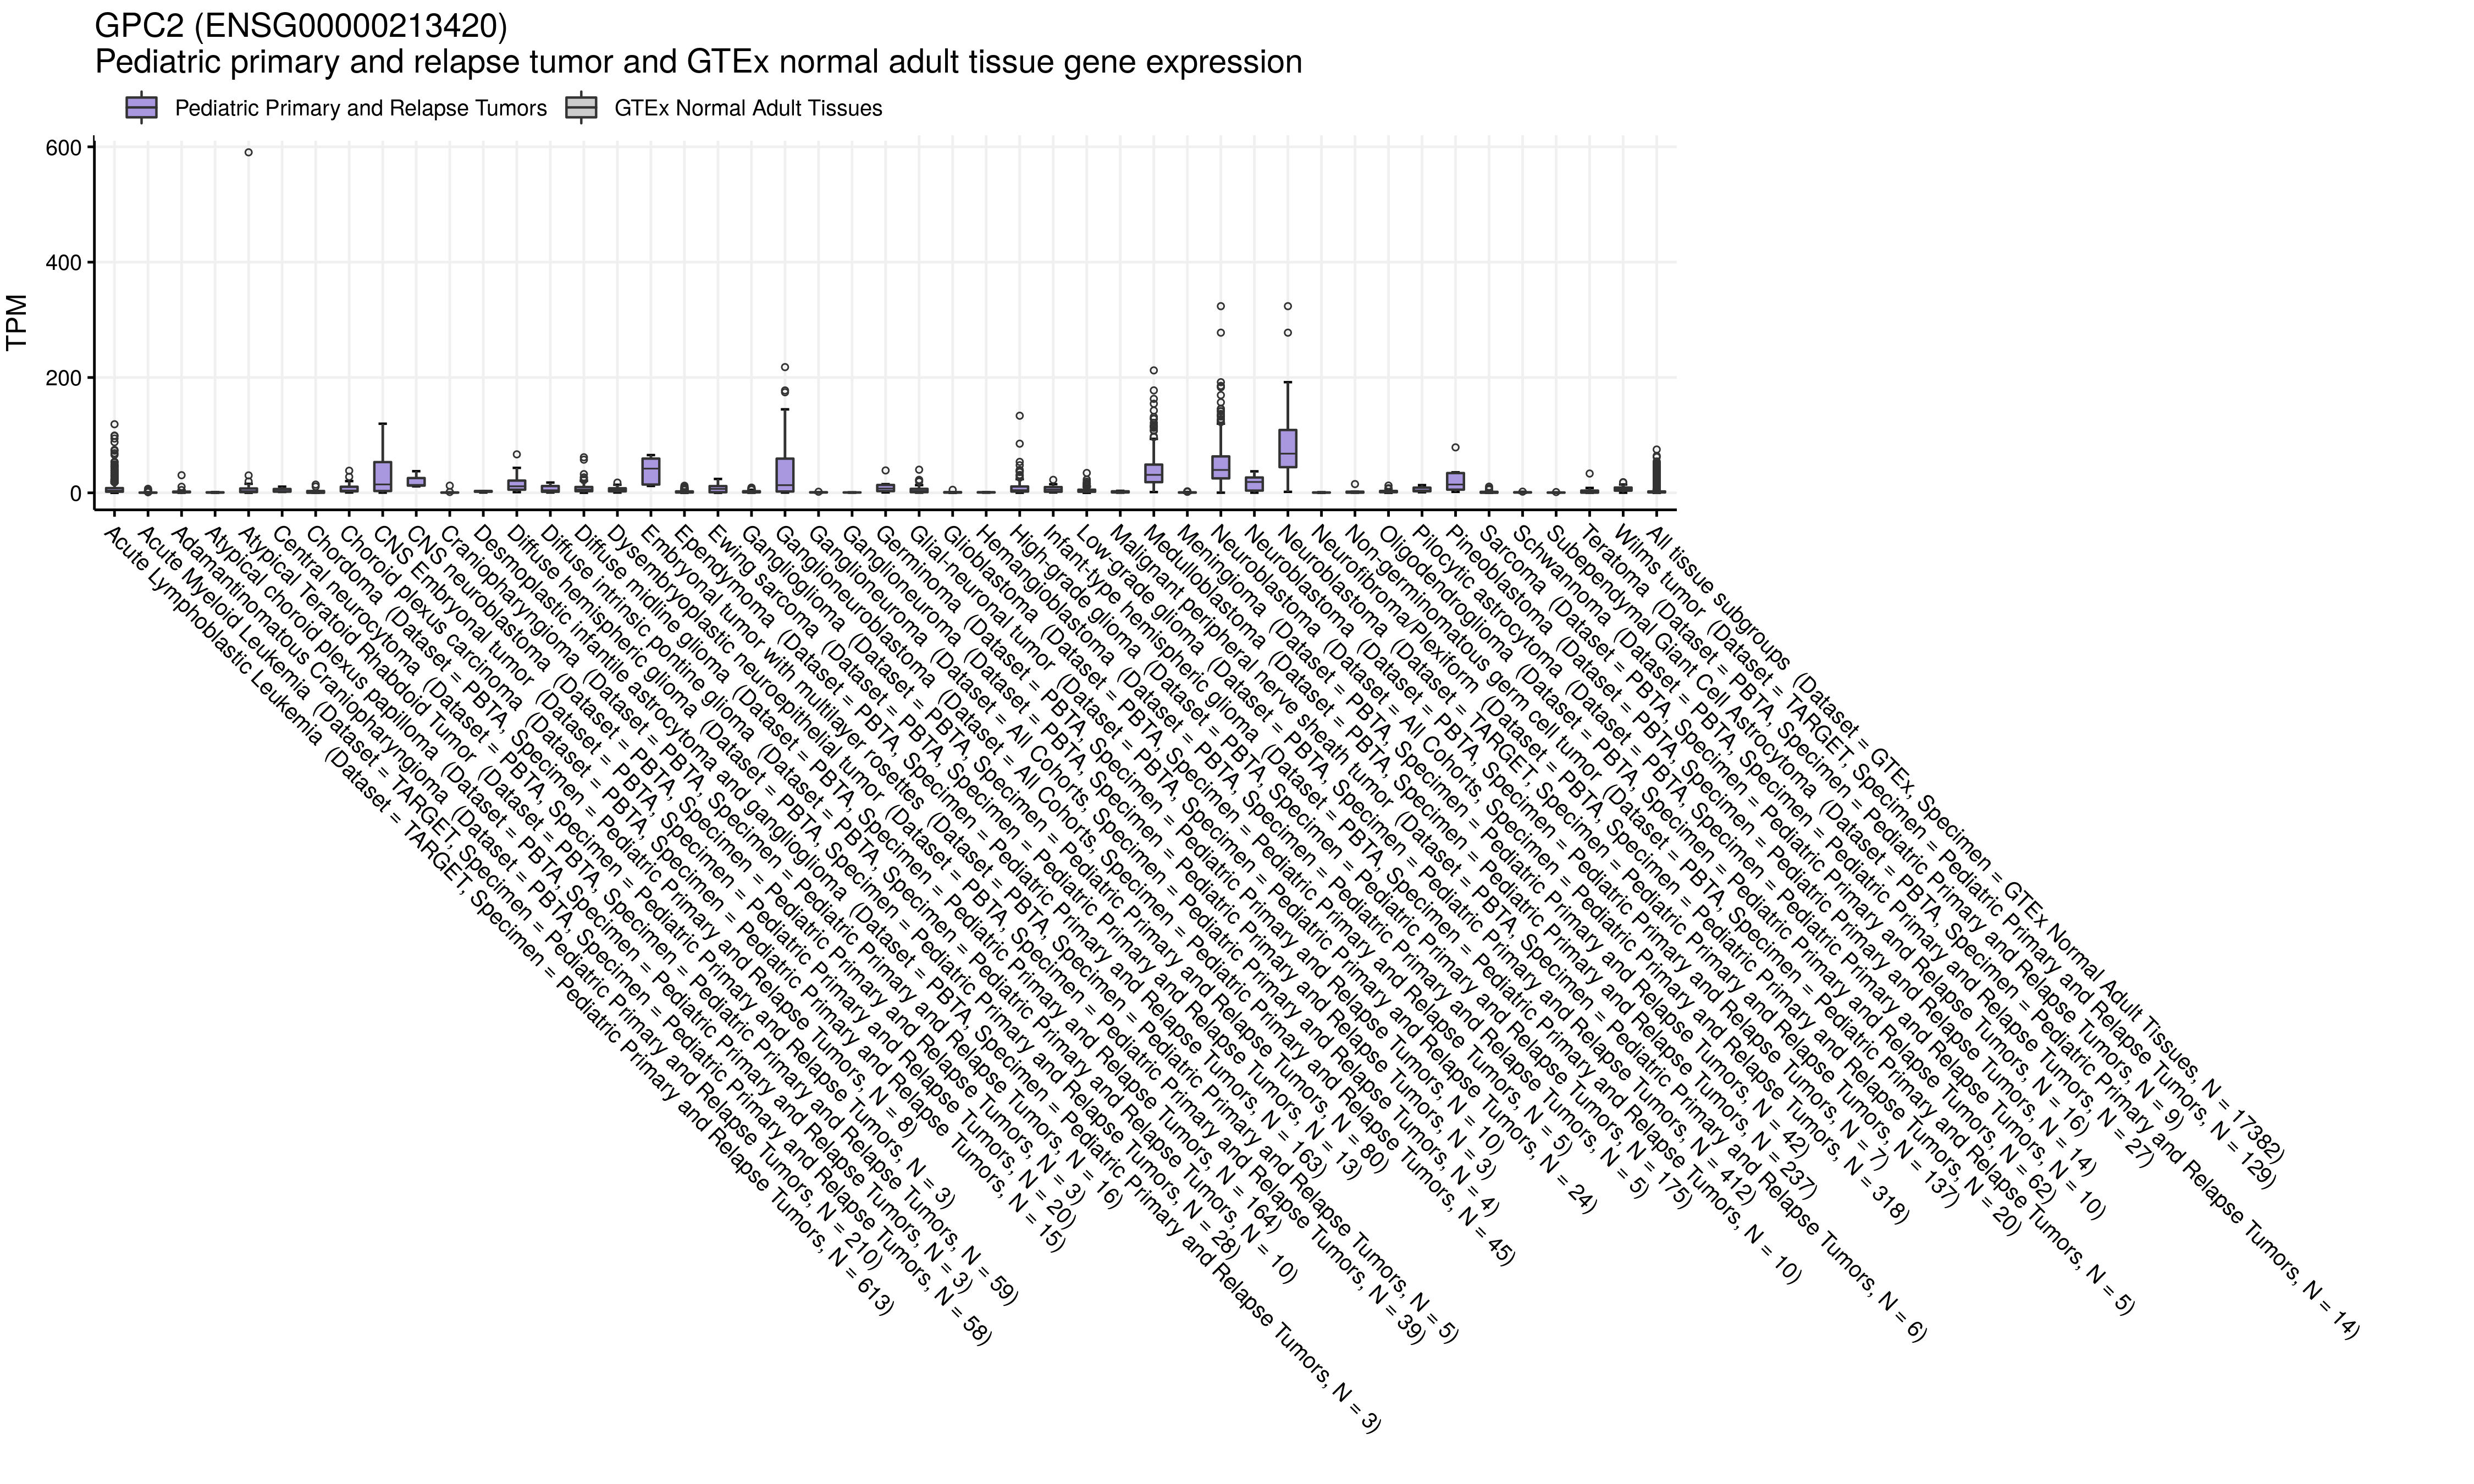 GPC2 (ENSG00000213420)
Pediatric primary and relapse tumor and GTEx normal adult tissue gene expression
Pediatric Primary and Relapse Tumors
GTEx Normal Adult Tissues
TPM
600
400
200
0
Acute Lymphoblastic Leukemia (Dataset = TARGET, Specimen = Pediatric Primary and Relapse Tumors, N = 613)
Acute Myeloid Leukemia (Dataset = TARGET, Specimen = Pediatric Primary and Relapse Tumors, N = 210)
Adamantinomatous Craniopharyngioma (Dataset = PBTA, Specimen = Pediatric Primary and Relapse Tumors, N = 58)
Atypical choroid plexus papilloma (Dataset = PBTA, Specimen = Pediatric Primary and Relapse Tumors, N = 3)
Atypical Teratoid Rhabdoid Tumor (Dataset = PBTA, Specimen = Pediatric Primary and Relapse Tumors, N = 59)
Central neurocytoma (Dataset = PBTA, Specimen = Pediatric Primary and Relapse Tumors, N = 3)
Chordoma (Dataset = PBTA, Specimen = Pediatric Primary and Relapse Tumors, N = 8)
Choroid plexus carcinoma (Dataset = PBTA, Specimen = Pediatric Primary and Relapse Tumors, N = 15)
CNS Embryonal tumor (Dataset = PBTA, Specimen = Pediatric Primary and Relapse Tumors, N = 20)
CNS neuroblastoma (Dataset = PBTA, Specimen = Pediatric Primary and Relapse Tumors, N = 3)
Craniopharyngioma (Dataset = PBTA, Specimen = Pediatric Primary and Relapse Tumors, N = 16)
Desmoplastic infantile astrocytoma and ganglioglioma (Dataset = PBTA, Specimen = Pediatric Primary and Relapse Tumors, N = 3)
Diffuse hemispheric glioma (Dataset = PBTA, Specimen = Pediatric Primary and Relapse Tumors, N = 28)
Diffuse intrinsic pontine glioma (Dataset = PBTA, Specimen = Pediatric Primary and Relapse Tumors, N = 10)
Diffuse midline glioma (Dataset = PBTA, Specimen = Pediatric Primary and Relapse Tumors, N = 164)
Dysembryoplastic neuroepithelial tumor (Dataset = PBTA, Specimen = Pediatric Primary and Relapse Tumors, N = 39)
Embryonal tumor with multilayer rosettes (Dataset = PBTA, Specimen = Pediatric Primary and Relapse Tumors, N = 5)
Ependymoma (Dataset = PBTA, Specimen = Pediatric Primary and Relapse Tumors, N = 163)
Ewing sarcoma (Dataset = PBTA, Specimen = Pediatric Primary and Relapse Tumors, N = 13)
Ganglioglioma (Dataset = PBTA, Specimen = Pediatric Primary and Relapse Tumors, N = 80)
Ganglioneuroblastoma (Dataset = All Cohorts, Specimen = Pediatric Primary and Relapse Tumors, N = 45)
Ganglioneuroma (Dataset = All Cohorts, Specimen = Pediatric Primary and Relapse Tumors, N = 4)
Ganglioneuroma (Dataset = PBTA, Specimen = Pediatric Primary and Relapse Tumors, N = 3)
Germinoma (Dataset = PBTA, Specimen = Pediatric Primary and Relapse Tumors, N = 10)
Glial-neuronal tumor (Dataset = PBTA, Specimen = Pediatric Primary and Relapse Tumors, N = 24)
Glioblastoma (Dataset = PBTA, Specimen = Pediatric Primary and Relapse Tumors, N = 5)
Hemangioblastoma (Dataset = PBTA, Specimen = Pediatric Primary and Relapse Tumors, N = 5)
High-grade glioma (Dataset = PBTA, Specimen = Pediatric Primary and Relapse Tumors, N = 175)
Infant-type hemispheric glioma (Dataset = PBTA, Specimen = Pediatric Primary and Relapse Tumors, N = 10)
Low-grade glioma (Dataset = PBTA, Specimen = Pediatric Primary and Relapse Tumors, N = 412)
Malignant peripheral nerve sheath tumor (Dataset = PBTA, Specimen = Pediatric Primary and Relapse Tumors, N = 6)
Medulloblastoma (Dataset = PBTA, Specimen = Pediatric Primary and Relapse Tumors, N = 237)
Meningioma (Dataset = PBTA, Specimen = Pediatric Primary and Relapse Tumors, N = 42)
Neuroblastoma (Dataset = All Cohorts, Specimen = Pediatric Primary and Relapse Tumors, N = 318)
Neuroblastoma (Dataset = PBTA, Specimen = Pediatric Primary and Relapse Tumors, N = 7)
Neuroblastoma (Dataset = TARGET, Specimen = Pediatric Primary and Relapse Tumors, N = 137)
Neurofibroma/Plexiform (Dataset = PBTA, Specimen = Pediatric Primary and Relapse Tumors, N = 20)
Non-germinomatous germ cell tumor (Dataset = PBTA, Specimen = Pediatric Primary and Relapse Tumors, N = 5)
Oligodendroglioma (Dataset = PBTA, Specimen = Pediatric Primary and Relapse Tumors, N = 62)
Pilocytic astrocytoma (Dataset = PBTA, Specimen = Pediatric Primary and Relapse Tumors, N = 10)
Pineoblastoma (Dataset = PBTA, Specimen = Pediatric Primary and Relapse Tumors, N = 14)
Sarcoma (Dataset = PBTA, Specimen = Pediatric Primary and Relapse Tumors, N = 16)
Schwannoma (Dataset = PBTA, Specimen = Pediatric Primary and Relapse Tumors, N = 27)
Subependymal Giant Cell Astrocytoma (Dataset = PBTA, Specimen = Pediatric Primary and Relapse Tumors, N = 14)
Teratoma (Dataset = PBTA, Specimen = Pediatric Primary and Relapse Tumors, N = 9)
Wilms tumor (Dataset = TARGET, Specimen = Pediatric Primary and Relapse Tumors, N = 129)
All tissue subgroups (Dataset = GTEx, Specimen = GTEx Normal Adult Tissues, N = 17382)